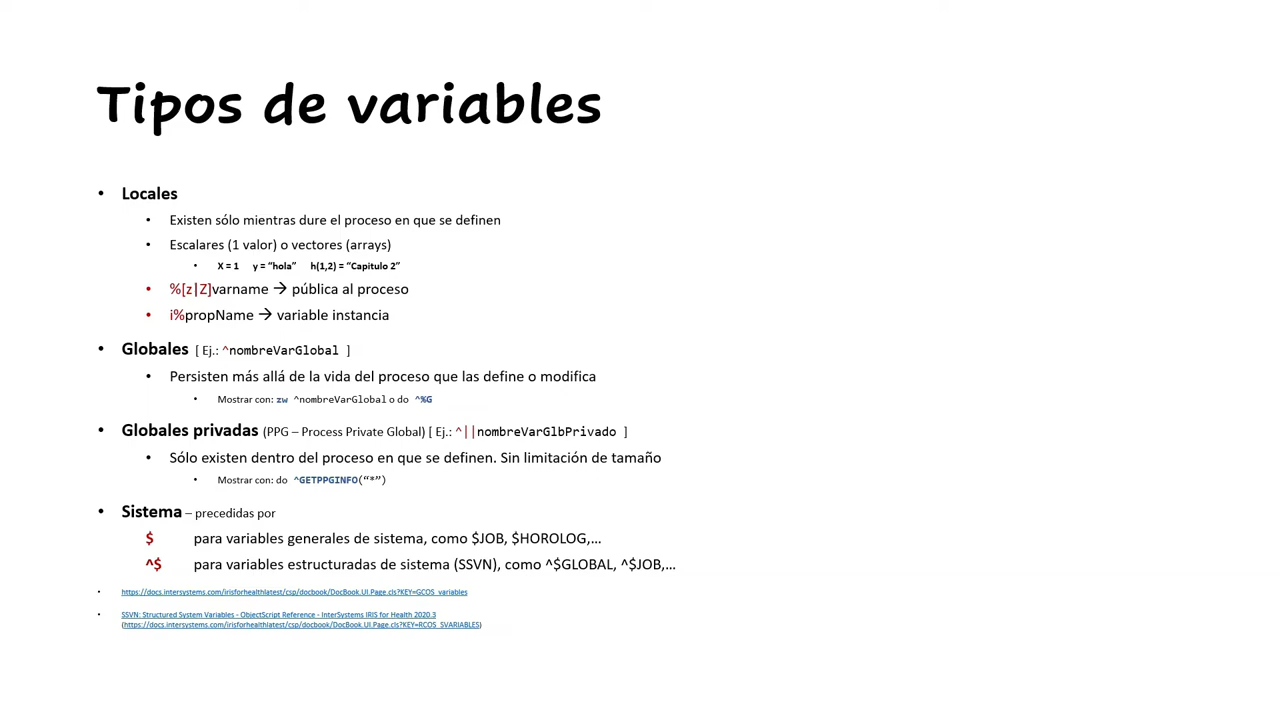 Tipos de variables
• Locales
• Existen sólo mientras dure el proceso en que se definen
• Escalares (1 valor) o vectores (arrays)
• X = 1 y = “hola” h(1,2) = “Capitulo 2”
• %[z|Z]varname → pública al proceso
• i%propName → variable instancia
• Globales [ Ej.: ^nombreVarGlobal ]
• Persisten más allá de la vida del proceso que las define o modifica
• Mostrar con: zw ^nombreVarGlobal o do ^%G
• Globales privadas (PPG – Process Private Global) [ Ej.: ^||nombreVarGlbPrivado ]
• Sólo existen dentro del proceso en que se definen. Sin limitación de tamaño
• Mostrar con: do ^GETPPGINFO(“*”)
• Sistema – precedidas por
$ para variables generales de sistema, como $JOB, $HOROLOG,…
^$ para variables estructuradas de sistema (SSVN), como ^$GLOBAL, ^$JOB,…
• https://docs.intersystems.com/irisforhealthlatest/csp/docbook/DocBook.UI.Page.cls?KEY=GCOS_variables
• SSVN: Structured System Variables - ObjectScript Reference - InterSystems IRIS for Health 2020.3
(https://docs.intersystems.com/irisforhealthlatest/csp/docbook/DocBook.UI.Page.cls?KEY=RCOS_SVARIABLES)